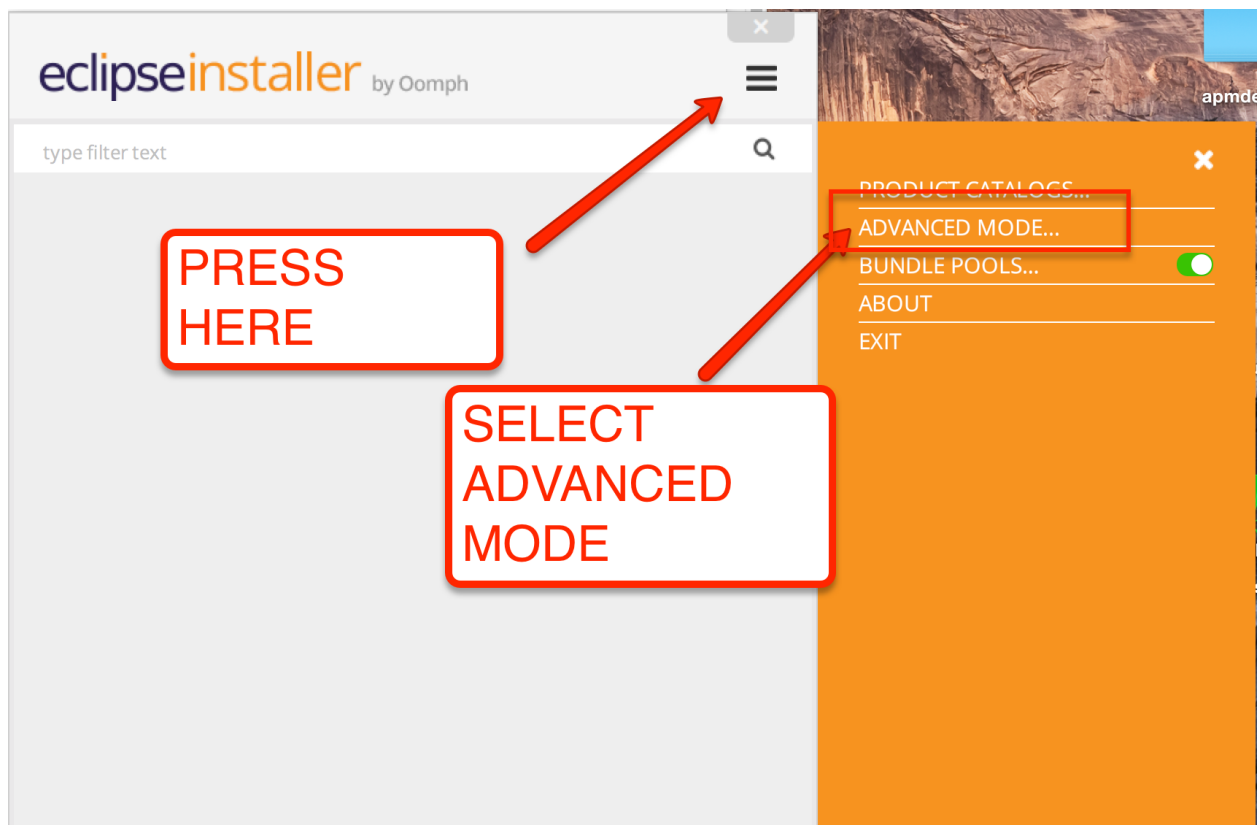 eclipseinstaller by Oomph
type filter text
PRESS
HERE
SELECT
ADVANCED
MODE
apmde
PRODUCT CATALOGS...
ADVANCED MODE...
BUNDLE POOLS...
ABOUT
EXIT